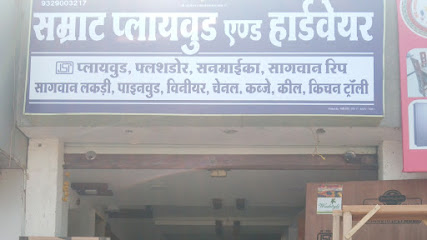 9329003217
सम्राट प्लायवुड एण्ड हार्डवेयर
प्लायवुड, फ्लशडोर, सनमाईका, सागवान रिप
सागवान लकड़ी, पाइनवुड, विनीयर, चेनल, कब्जे, कील, किचन ट्रॉली